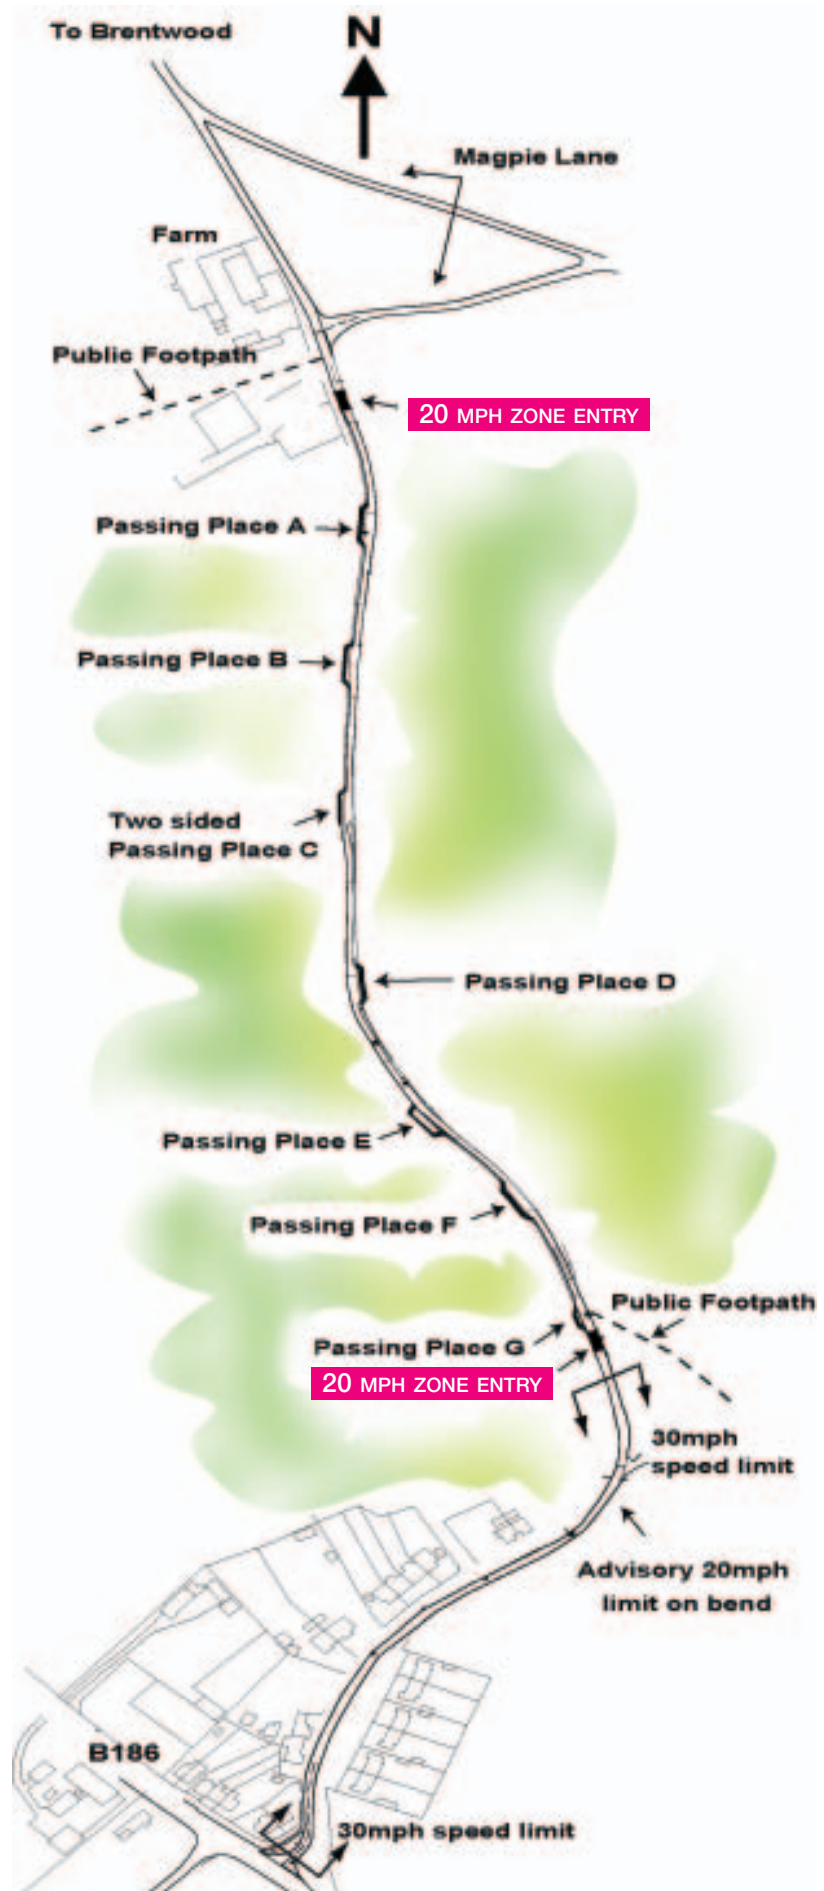 To Brentwood
N
Magpie Lane
Farm
Public Footpath
20 MPH ZONE ENTRY
Passing Place A
Passing Place B
Two sided
Passing Place C
Passing Place D
Passing Place E
Passing Place F
Public Footpath
Passing Place G
20 MPH ZONE ENTRY
30mph
speed limit
Advisory 20mph
limit on bend
B186
30mph speed limit